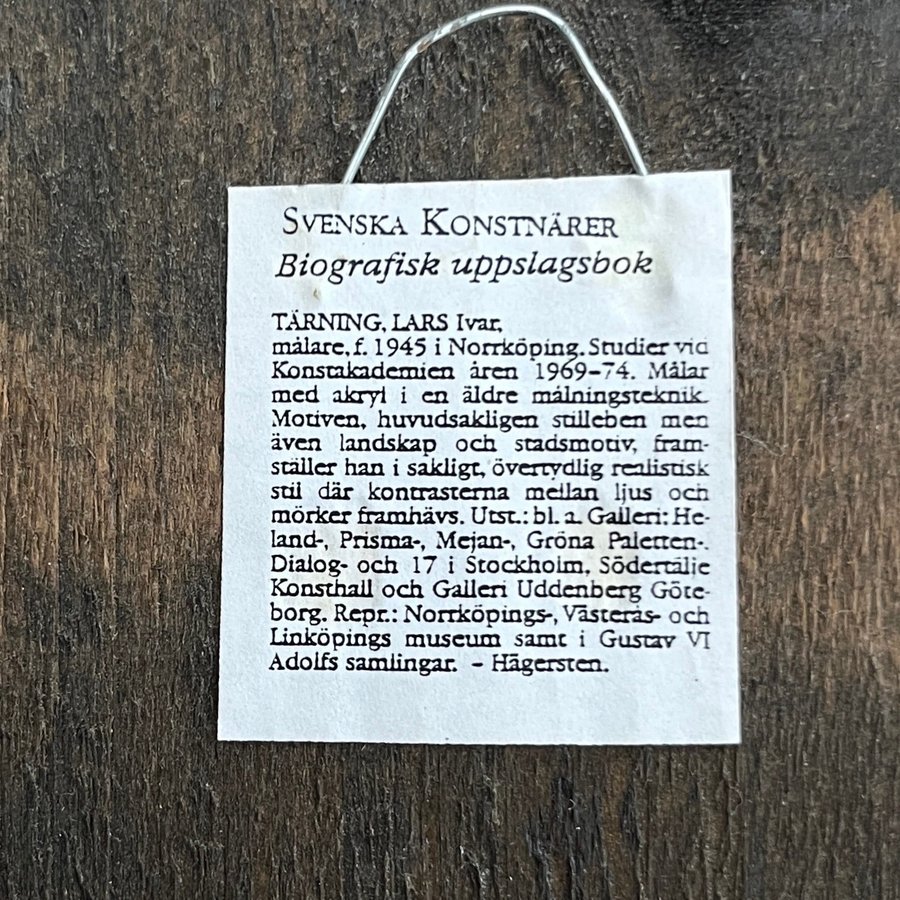 SVENSKA KONSTNÄRER
Biografisk uppslagsbok
TÄRNING, LARS Ivar,
målare, f. 1945 i Norrköping. Studier vid
Konstakademien åren 1969–74. Målar
med akryl i en äldre målningsteknik.
Motiven, huvudsakligen stilleben men
även landskap och stadsmotiv, fram-
ställer han i sakligt, övertydlig realistisk
stil där kontrasterna mellan ljus och
mörker framhävs. Utst.: bl. a. Galleri: He-
land-, Prisma-, Mejan-, Gröna Paletten-.
Dialog- och 17 i Stockholm, Södertälje
Konsthall och Galleri Uddenberg Göte-
borg. Repr.: Norrköpings-, Västerås- och
Linköpings museum samt i Gustav VI
Adolfs samlingar. – Hägersten.